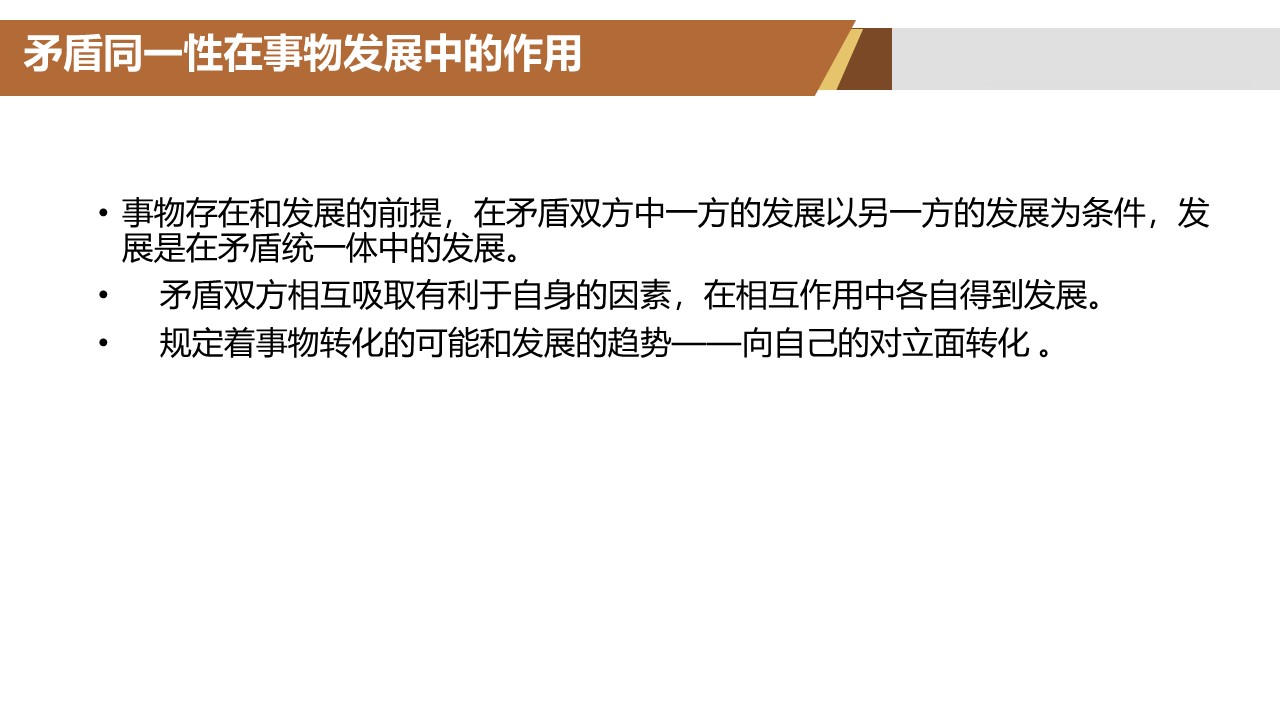 矛盾同一性在事物发展中的作用
• 事物存在和发展的前提，在矛盾双方中一方的发展以另一方的发展为条件，发
展是在矛盾统一体中的发展。
• 矛盾双方相互吸取有利于自身的因素，在相互作用中各自得到发展。
• 规定着事物转化的可能和发展的趋势——向自己的对立面转化 。